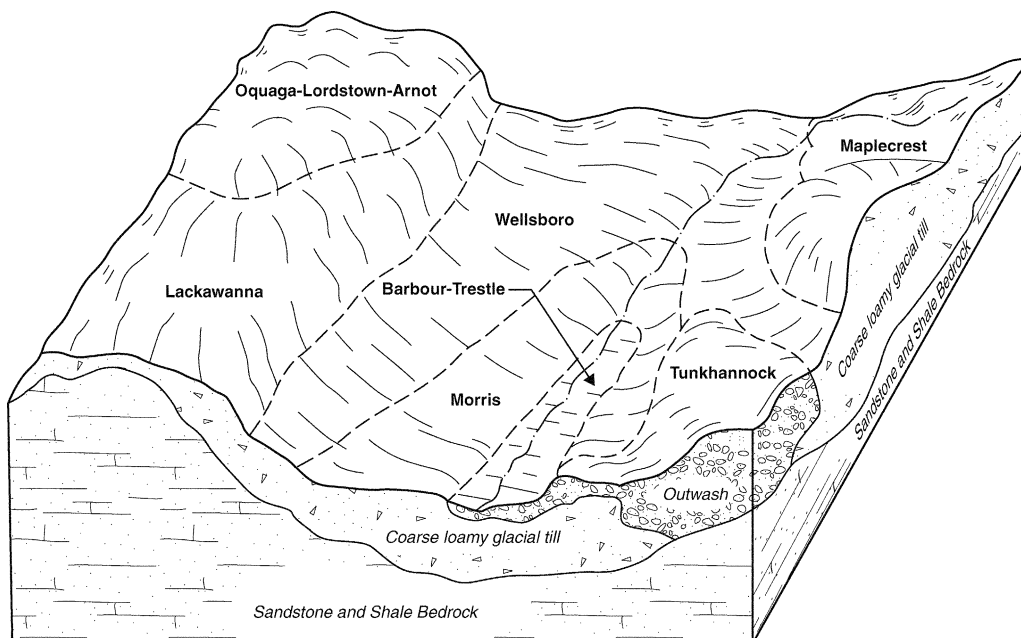 Oquaga-Lordstown-Arnot
Maplecrest
Wellsboro
Lackawanna
Barbour-Trestle
Tunkhannock
Morris
Coarse loamy glacial till
Sandstone and Shale Bedrock
Outwash
Coarse loamy glacial till
Sandstone and Shale Bedrock